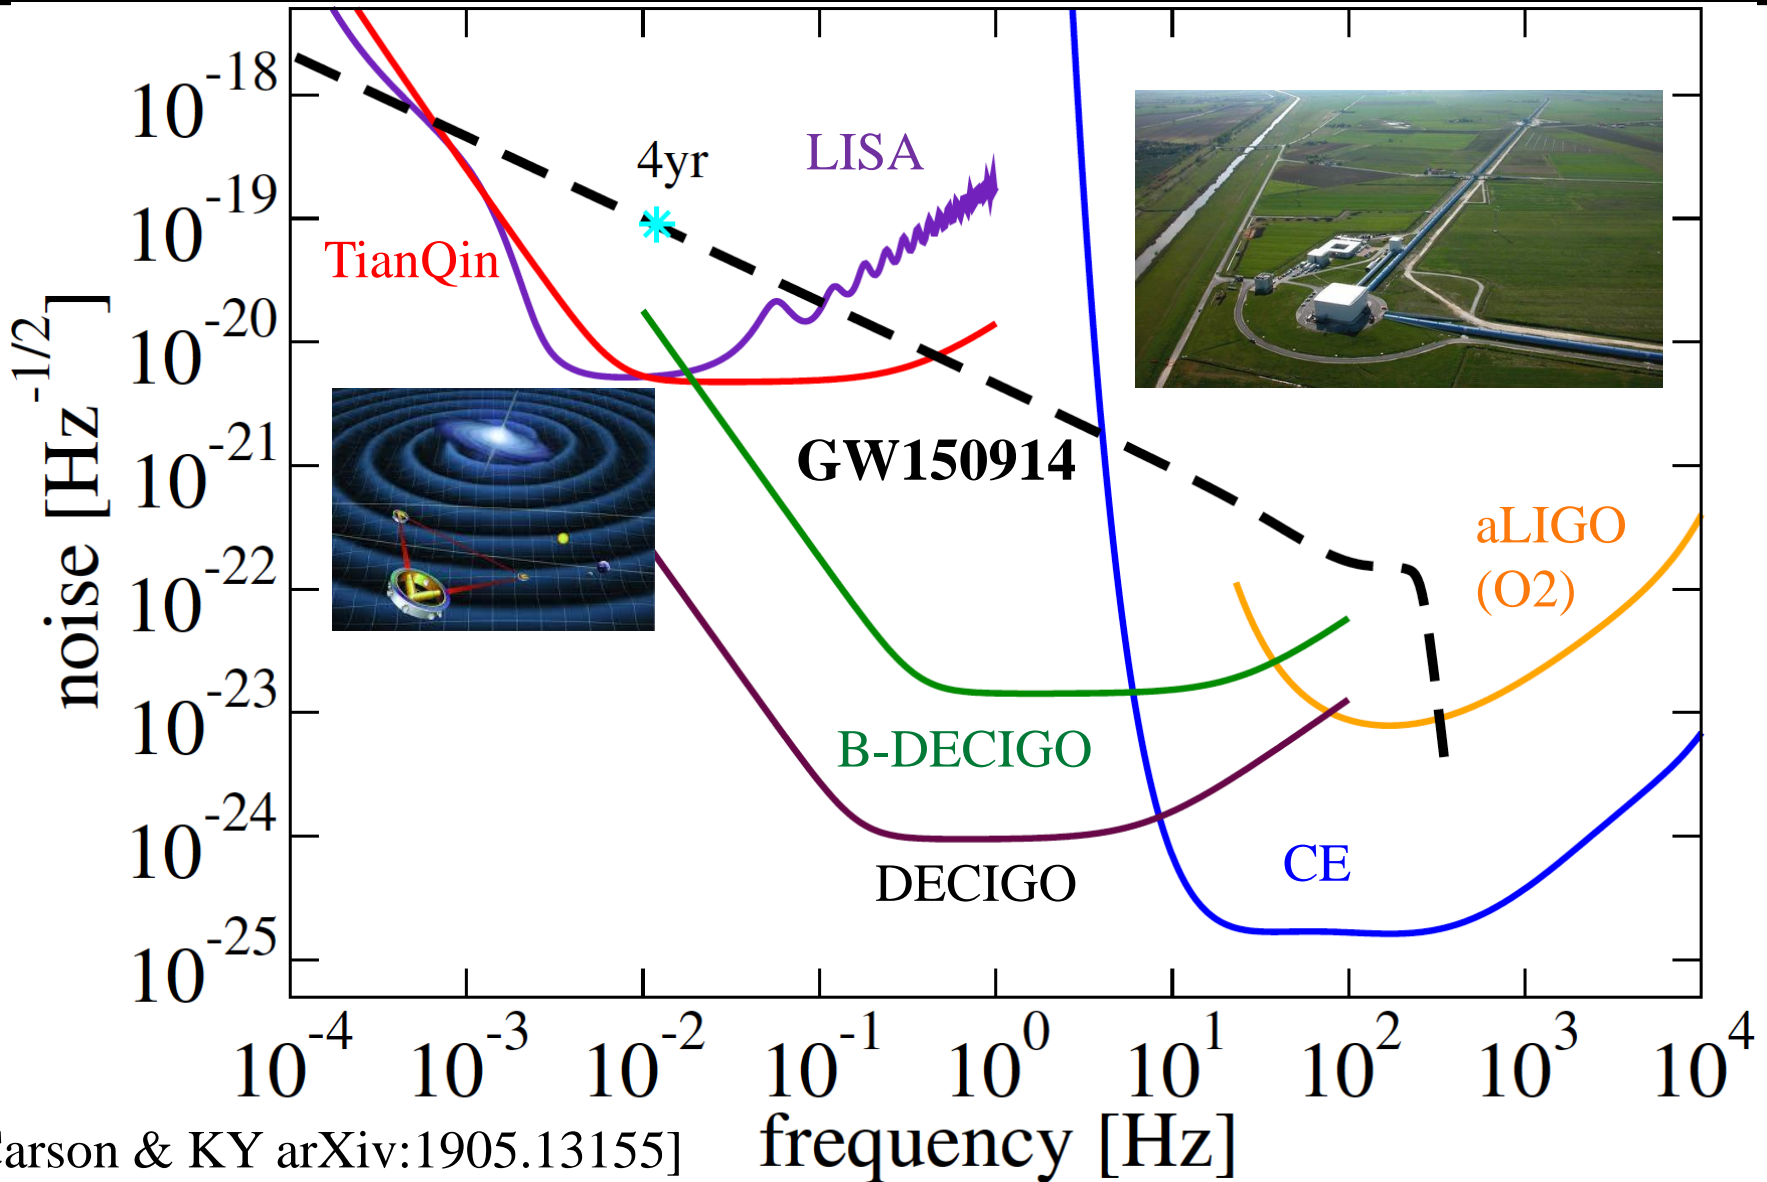 10^-18
10^-19
10^-20
10^-21
10^-22
10^-23
10^-24
10^-25
noise [Hz^-1/2]
4yr
LISA
TianQin
GW150914
aLIGO
(O2)
B-DECIGO
DECIGO
CE
10^-4 10^-3 10^-2 10^-1 10^0 10^1 10^2 10^3 10^4
frequency [Hz]
& KY arXiv:1905.13155]